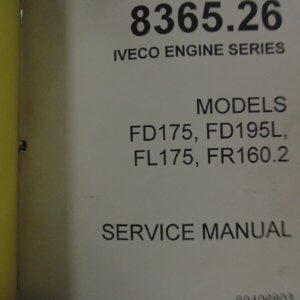 8365.26
IVECO ENGINE SERIES
MODELS
FD175, FD195L,
FL175, FR160.2
SERVICE MANUAL